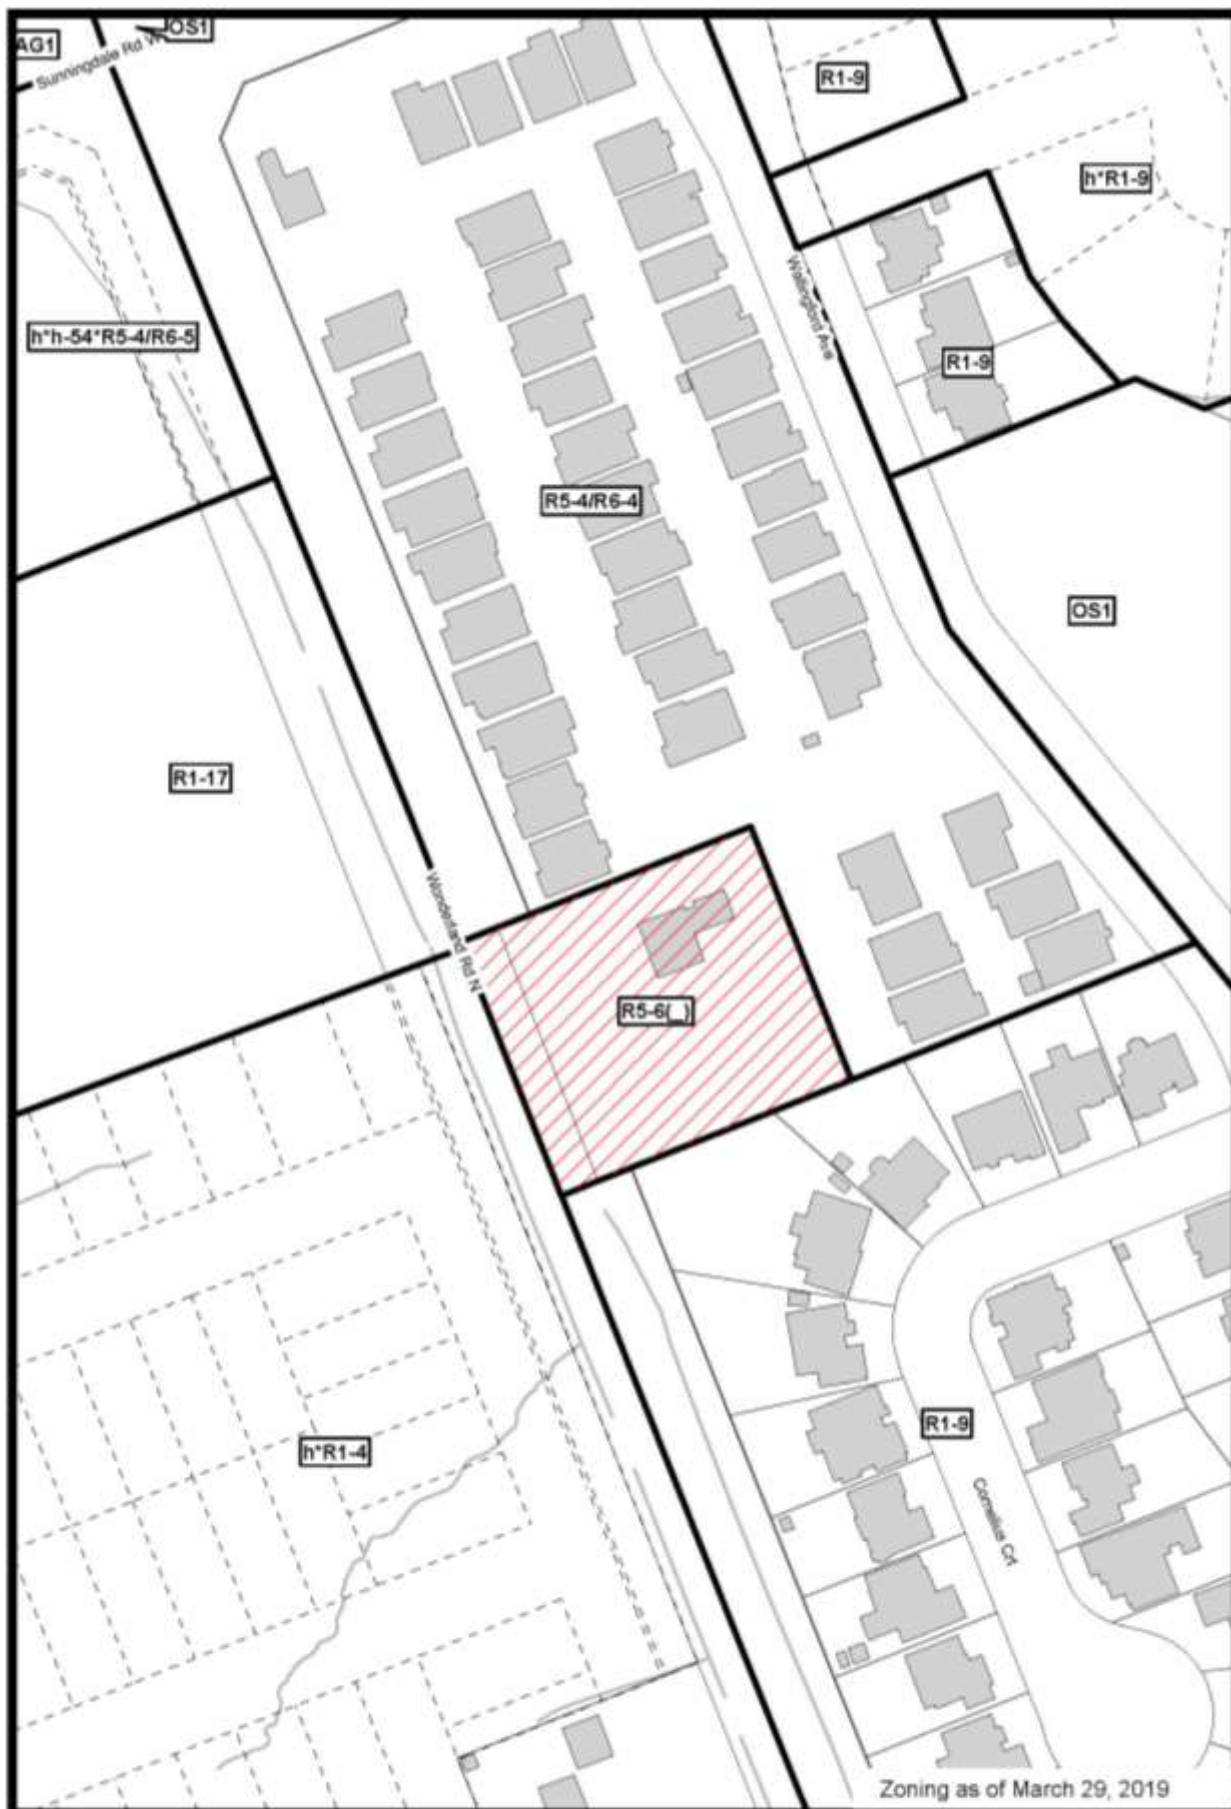 OS1
AG1
Sunningdale Rd W
R1-9
h*R1-9
Wallingford Ave
h*h-54*R5-4/R6-5
R1-9
R5-4/R6-4
OS1
R1-17
Wonderland Rd N
R5-6(_)
R1-9
h*R1-4
Cornelius Crt
Zoning as of March 29, 2019